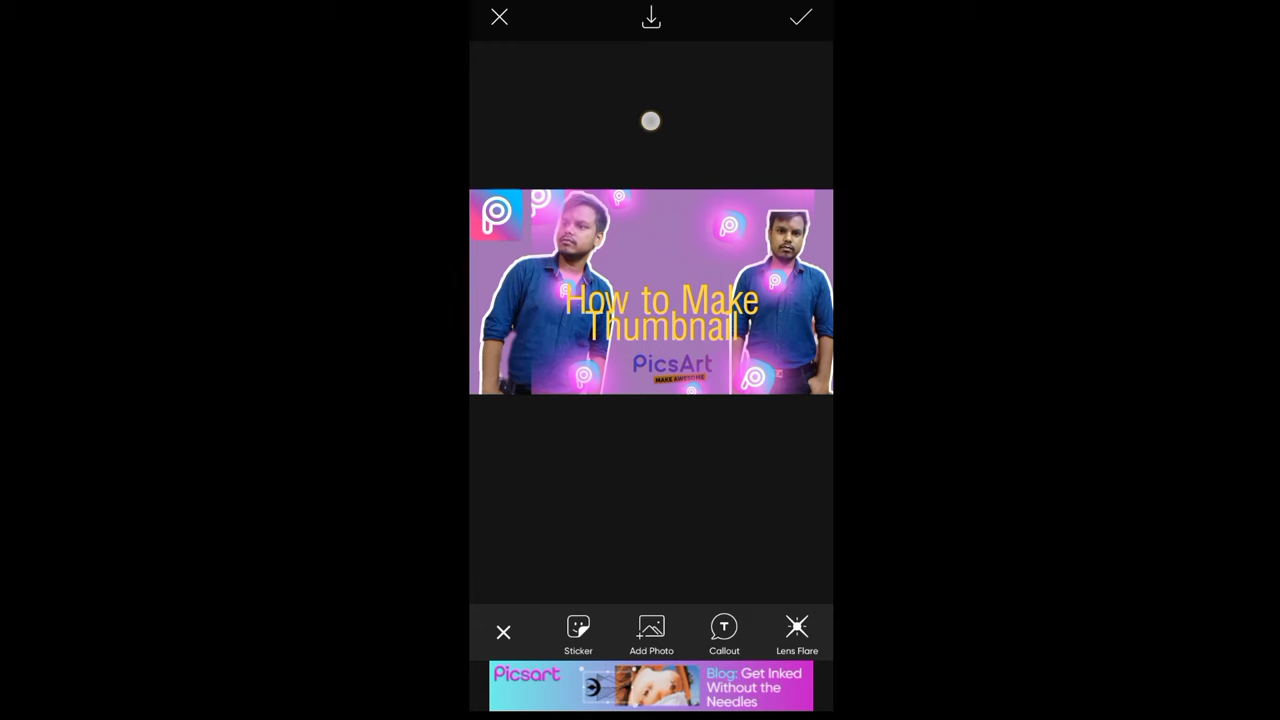 How to Make
Thumbnail
PicsArt
MAKE AWESOME
Sticker
Add Photo
T
Callout
Lens Flare
Picsart
Blog: Get Inked
Without the
Needles